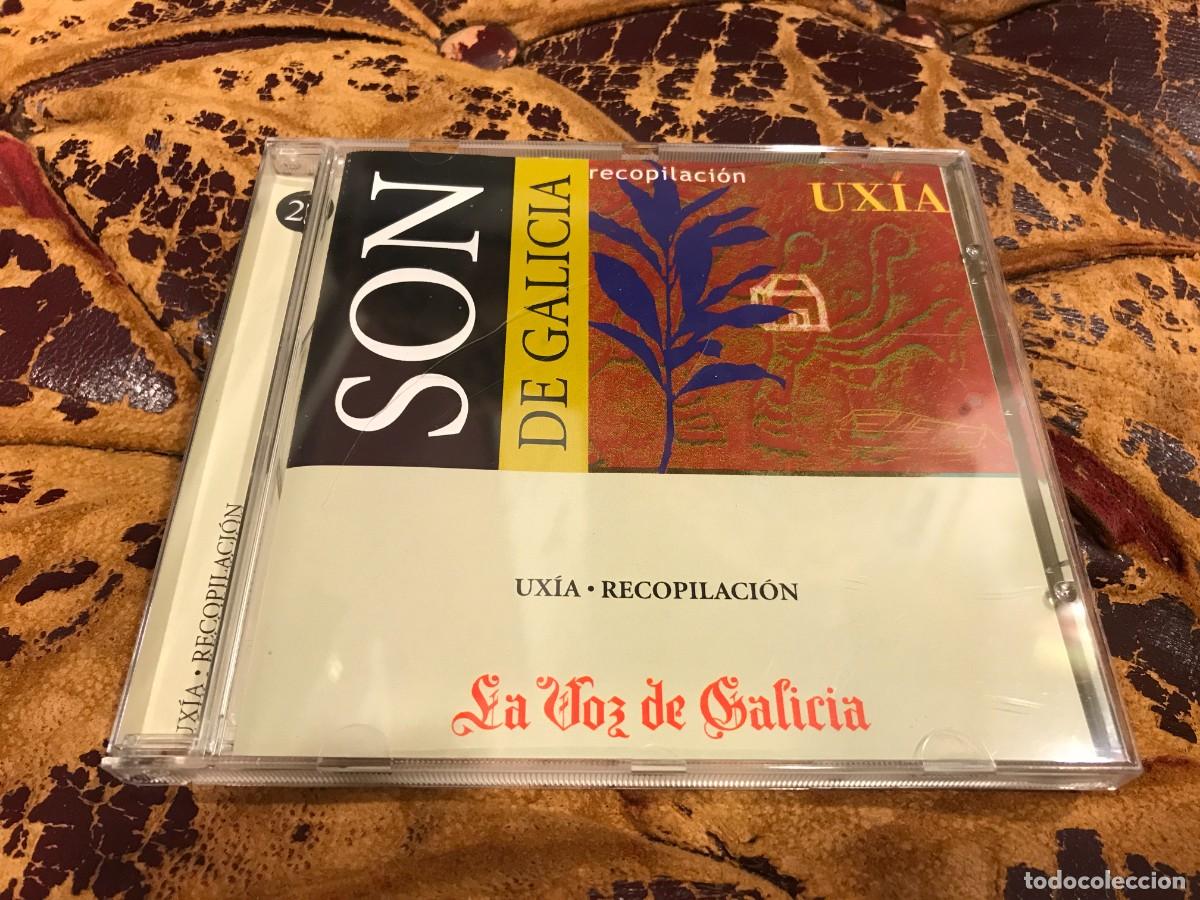 SON
DE GALICIA
recopilación
UXÍA
UXÍA • RECOPILACIÓN
UXÍA • RECOPILACIÓN
La Voz de Galicia
todocoleccion